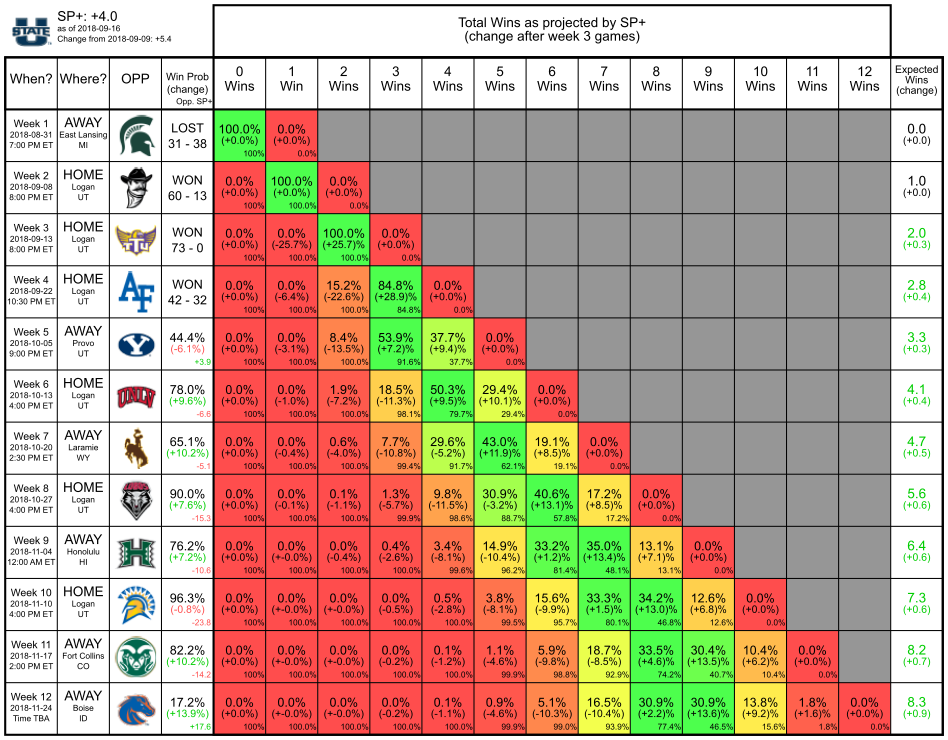 SP+: +4.0
as of 2018-09-16
Change from 2018-09-09: +5.4
STATE
Total Wins as projected by SP+
(change after week 3 games)
When? Where? OPP Win Prob (change) Opp. SP+ 0 Wins 1 Win 2 Wins 3 Wins 4 Wins 5 Wins 6 Wins 7 Wins 8 Wins 9 Wins 10 Wins 11 Wins 12 Wins Expected Wins (change)
Week 1 AWAY LOST 100.0% 0.0% 0.0
2018-08-31 East Lansing 31 - 38 (+0.0%) (+0.0%) (+0.0)
7:00 PM ET MI 100% 0.0%
Week 2 HOME WON 0.0% 100.0% 0.0% 1.0
2018-09-08 Logan 60 - 13 (+0.0%) (+0.0%) (+0.0%) (+0.0)
8:00 PM ET UT 100% 100.0% 0.0%
Week 3 HOME TTU WON 0.0% 0.0% 100.0% 0.0% 2.0
2018-09-13 Logan 73 - 0 (+0.0%) (-25.7%) (+25.7)% (+0.0%) (+0.3)
8:00 PM ET UT 100% 100.0% 100.0% 0.0%
Week 4 HOME AF WON 0.0% 0.0% 15.2% 84.8% 0.0% 2.8
2018-09-22 Logan 42 - 32 (+0.0%) (-6.4%) (-22.6%) (+28.9)% (+0.0%) (+0.4)
10:30 PM ET UT 100% 100.0% 100.0% 84.8% 0.0%
Week 5 AWAY Y 44.4% 0.0% 0.0% 8.4% 53.9% 37.7% 0.0% 3.3
2018-10-05 Provo (-6.1%) (+0.0%) (-3.1%) (-13.5%) (+7.2)% (+9.4)% (+0.0%) (+0.3)
9:00 PM ET UT +3.9 100% 100.0% 100.0% 91.6% 37.7% 0.0%
Week 6 HOME UNLV 78.0% 0.0% 0.0% 1.9% 18.5% 50.3% 29.4% 0.0% 4.1
2018-10-13 Logan (+9.6%) (+0.0%) (-1.0%) (-7.2%) (-11.3%) (+9.5)% (+10.1)% (+0.0%) (+0.4)
4:00 PM ET UT -6.6 100% 100.0% 100.0% 98.1% 79.7% 29.4% 0.0%
Week 7 AWAY 65.1% 0.0% 0.0% 0.6% 7.7% 29.6% 43.0% 19.1% 0.0% 4.7
2018-10-20 Laramie (+10.2%) (+0.0%) (-0.4%) (-4.0%) (-10.8%) (-5.2%) (+11.9)% (+8.5)% (+0.0%) (+0.5)
2:30 PM ET WY -5.1 100% 100.0% 100.0% 99.4% 91.7% 62.1% 19.1% 0.0%
Week 8 HOME 90.0% 0.0% 0.0% 0.1% 1.3% 9.8% 30.9% 40.6% 17.2% 0.0% 5.6
2018-10-27 Logan (+7.6%) (+0.0%) (-0.1%) (-1.1%) (-5.7%) (-11.5%) (-3.2%) (+13.1)% (+8.5)% (+0.0%) (+0.6)
4:00 PM ET UT -15.3 100% 100.0% 100.0% 99.9% 98.6% 88.7% 57.8% 17.2% 0.0%
Week 9 AWAY H 76.2% 0.0% 0.0% 0.0% 0.4% 3.4% 14.9% 33.2% 35.0% 13.1% 0.0% 6.4
2018-11-04 Honolulu (+7.2%) (+0.0%) (+-0.0%) (-0.4%) (-2.6%) (-8.1%) (-10.4%) (+1.2)% (+13.4)% (+7.1)% (+0.0%) (+0.6)
12:00 AM ET HI -10.6 100% 100.0% 100.0% 100.0% 99.6% 96.2% 81.4% 48.1% 13.1% 0.0%
Week 10 HOME 96.3% 0.0% 0.0% 0.0% 0.0% 0.5% 3.8% 15.6% 33.3% 34.2% 12.6% 0.0% 7.3
2018-11-10 Logan (-0.8%) (+0.0%) (+-0.0%) (+-0.0%) (-0.5%) (-2.8%) (-8.1%) (-9.9%) (+1.5)% (+13.0)% (+6.8)% (+0.0%) (+0.6)
4:00 PM ET UT -23.8 100% 100.0% 100.0% 100.0% 100.0% 99.5% 95.7% 80.1% 46.8% 12.6% 0.0%
Week 11 AWAY 82.2% 0.0% 0.0% 0.0% 0.0% 0.1% 1.1% 5.9% 18.7% 33.5% 30.4% 10.4% 0.0% 8.2
2018-11-17 Fort Collins (+10.2%) (+0.0%) (+-0.0%) (+-0.0%) (-0.2%) (-1.2%) (-4.6%) (-9.8%) (-8.5%) (+4.6)% (+13.5)% (+6.2)% (+0.0%) (+0.7)
2:00 PM ET CO -14.2 100% 100.0% 100.0% 100.0% 100.0% 99.9% 98.8% 92.9% 74.2% 40.7% 10.4% 0.0%
Week 12 AWAY 17.2% 0.0% 0.0% 0.0% 0.0% 0.1% 0.9% 5.1% 16.5% 30.9% 30.9% 13.8% 1.8% 0.0% 8.3
2018-11-24 Boise (+13.9%) (+0.0%) (+-0.0%) (+-0.0%) (-0.2%) (-1.1%) (-4.6%) (-10.3%) (-10.4%) (+2.2)% (+13.6)% (+9.2)% (+1.6)% (+0.0%) (+0.9)
Time TBA ID +17.6 100% 100.0% 100.0% 100.0% 100.0% 99.9% 99.0% 93.9% 77.4% 46.5% 15.6% 1.8% 0.0%